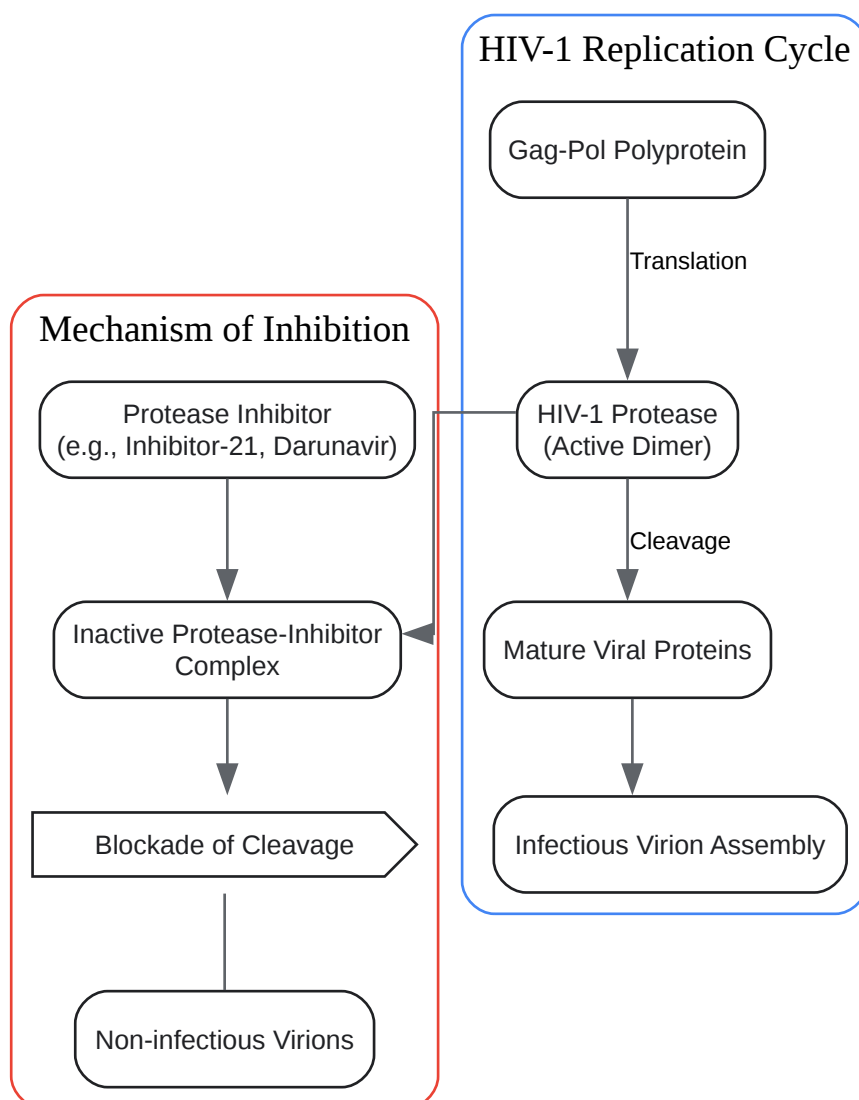 HIV-1 Replication Cycle
Gag-Pol Polyprotein
Translation
Mechanism of Inhibition
Protease Inhibitor
(e.g., Inhibitor-21, Darunavir)
HIV-1 Protease
(Active Dimer)
Cleavage
Inactive Protease-Inhibitor
Complex
Mature Viral Proteins
Blockade of Cleavage
Infectious Virion Assembly
Non-infectious Virions